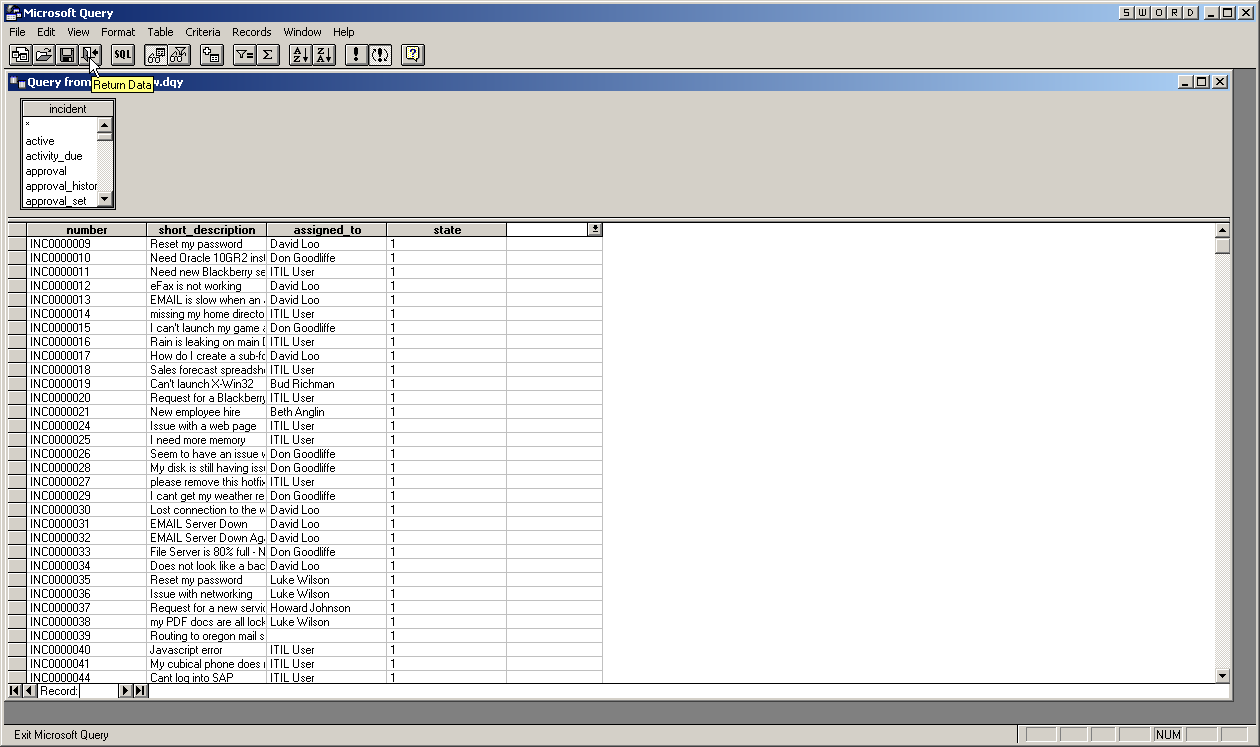 Microsoft Query S W O R D
File Edit View Format Table Criteria Records Window Help
SQL
Query from w.dqy
Return Data
incident
*
active
activity_due
approval
approval_histor
approval_set
number short_description assigned_to state
INC0000009 Reset my password David Loo 1
INC0000010 Need Oracle 10GR2 inst Don Goodliffe 1
INC0000011 Need new Blackberry se ITIL User 1
INC0000012 eFax is not working David Loo 1
INC0000013 EMAIL is slow when an David Loo 1
INC0000014 missing my home directo ITIL User 1
INC0000015 I can't launch my game Don Goodliffe 1
INC0000016 Rain is leaking on main ITIL User 1
INC0000017 How do I create a sub-fo David Loo 1
INC0000018 Sales forecast spreadsh ITIL User 1
INC0000019 Can't launch X-Win32 Bud Richman 1
INC0000020 Request for a Blackberry ITIL User 1
INC0000021 New employee hire Beth Anglin 1
INC0000024 Issue with a web page ITIL User 1
INC0000025 I need more memory ITIL User 1
INC0000026 Seem to have an issue Don Goodliffe 1
INC0000028 My disk is still having issu Don Goodliffe 1
INC0000027 please remove this hotfix ITIL User 1
INC0000029 I cant get my weather re Don Goodliffe 1
INC0000030 Lost connection to the David Loo 1
INC0000031 EMAIL Server Down David Loo 1
INC0000032 EMAIL Server Down Aga David Loo 1
INC0000033 File Server is 80% full - N Don Goodliffe 1
INC0000034 Does not look like a bac David Loo 1
INC0000035 Reset my password Luke Wilson 1
INC0000036 Issue with networking Luke Wilson 1
INC0000037 Request for a new servic Howard Johnson 1
INC0000038 my PDF docs are all lock Luke Wilson 1
INC0000039 Routing to oregon mail s 1
INC0000040 Javascript error ITIL User 1
INC0000041 My cubical phone does ITIL User 1
INC0000044 Cant log into SAP ITIL User 1
Record:
Exit Microsoft Query NUM